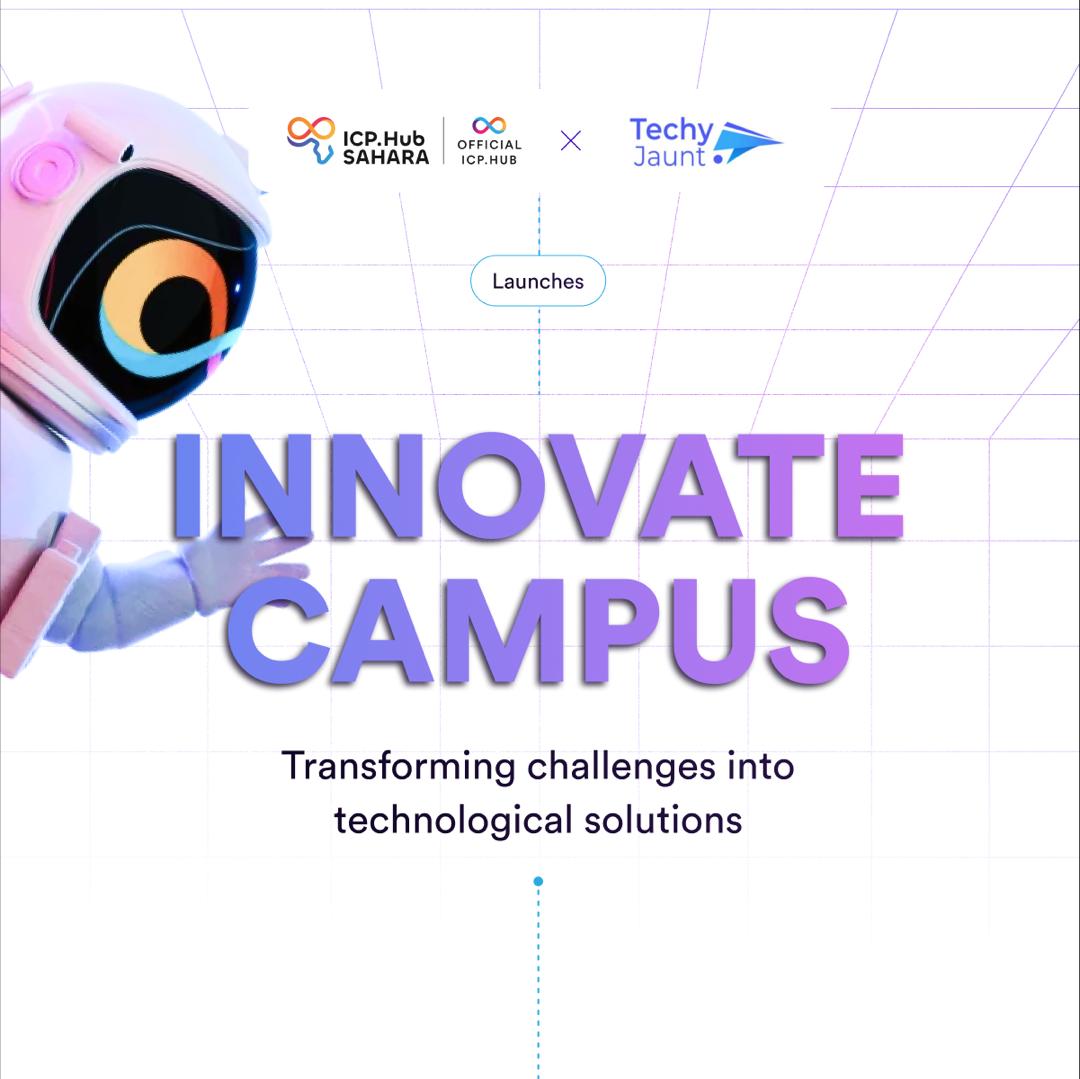 ICP.Hub
SAHARA
OFFICIAL
ICP.HUB
Techy
Jaunt
Launches
INNOVATE
CAMPUS
Transforming challenges into
technological solutions